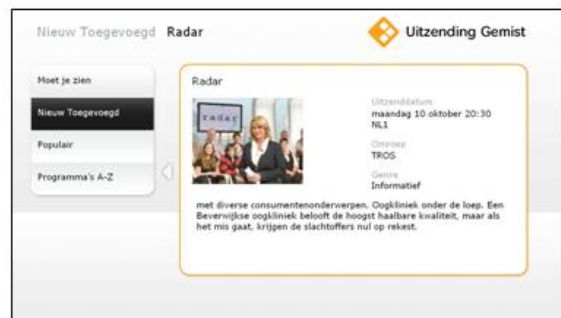 Nieuw Toegevoegd Radar
Uitzending Gemist
Moet je zien
Nieuw Toegevoegd
Populair
Programma's A-Z
Radar
radar
Uitzenddatum
maandag 10 oktober 20:30
NL1
Omroep
TROS
Genre
Informatief
met diverse consumentenonderwerpen. Oogkliniek onder de loep. Een
Beverwijkse oogkliniek belooft de hoogst haalbare kwaliteit, maar als
het mis gaat, krijgen de slachtoffers nul op rekest.